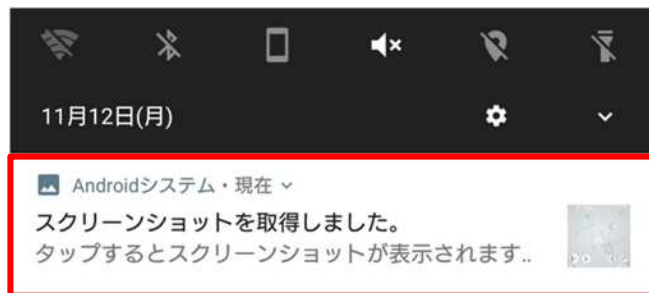 11月12日(月)
Androidシステム・現在
スクリーンショットを取得しました。
タップするとスクリーンショットが表示されます..